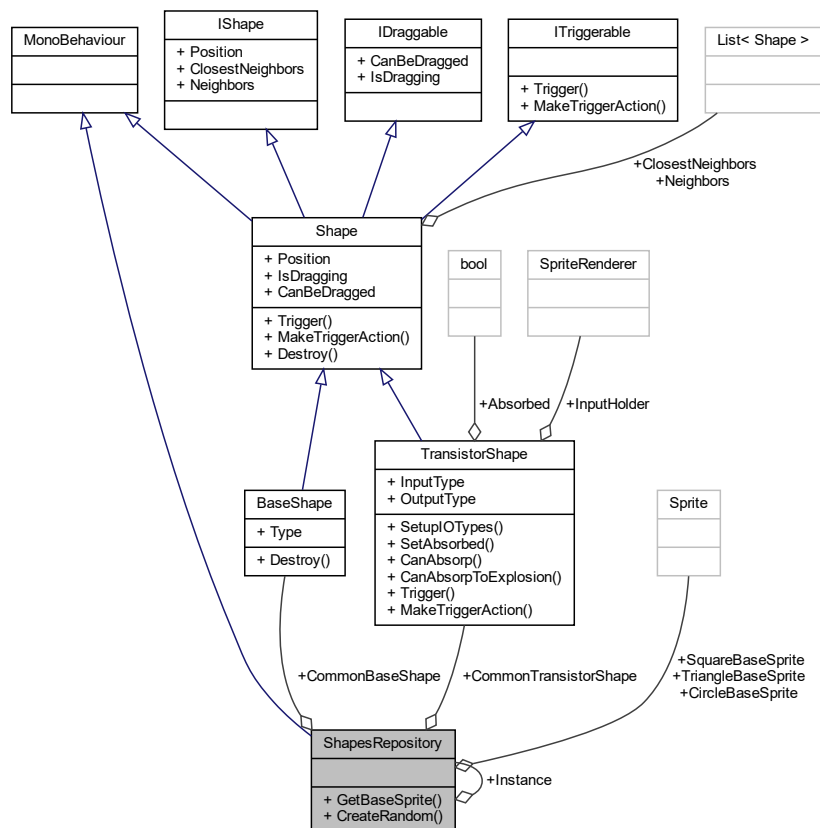 MonoBehaviour
IShape
+ Position
+ ClosestNeighbors
+ Neighbors
IDraggable
+ CanBeDragged
+ IsDragging
ITriggerable
+ Trigger()
+ MakeTriggerAction()
List< Shape >
+ClosestNeighbors
+Neighbors
Shape
+ Position
+ IsDragging
+ CanBeDragged
+ Trigger()
+ MakeTriggerAction()
+ Destroy()
bool
SpriteRenderer
+Absorbed
+InputHolder
BaseShape
+ Type
+ Destroy()
TransistorShape
+ InputType
+ OutputType
+ SetupIOTypes()
+ SetAbsorbed()
+ CanAbsorp()
+ CanAbsorpToExplosion()
+ Trigger()
+ MakeTriggerAction()
Sprite
+CommonBaseShape
+CommonTransistorShape
+SquareBaseSprite
+TriangleBaseSprite
+CircleBaseSprite
ShapesRepository
+ GetBaseSprite()
+ CreateRandom()
+Instance